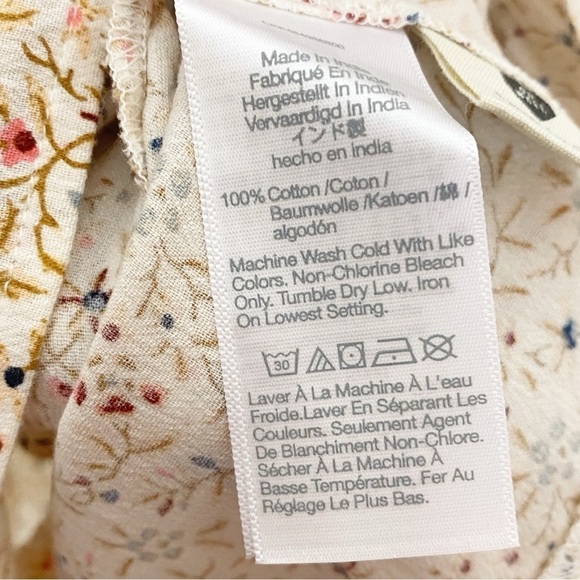 Made In India
Fabriqué En Inde
Hergestellt In Indien
Vervaardigd In India
インド製
hecho en india
100% Cotton /Coton /
Baumwolle /Katoen /綿 /
algodón
Machine Wash Cold With Like
Colors. Non-Chlorine Bleach
Only. Tumble Dry Low. Iron
On Lowest Setting.
30
Laver À La Machine À L'eau
Froide.Laver En Séparant Les
Couleurs. Seulement Agent
De Blanchiment Non-Chlore.
Sécher À La Machine À
Basse Température. Fer Au
Réglage Le Plus Bas.